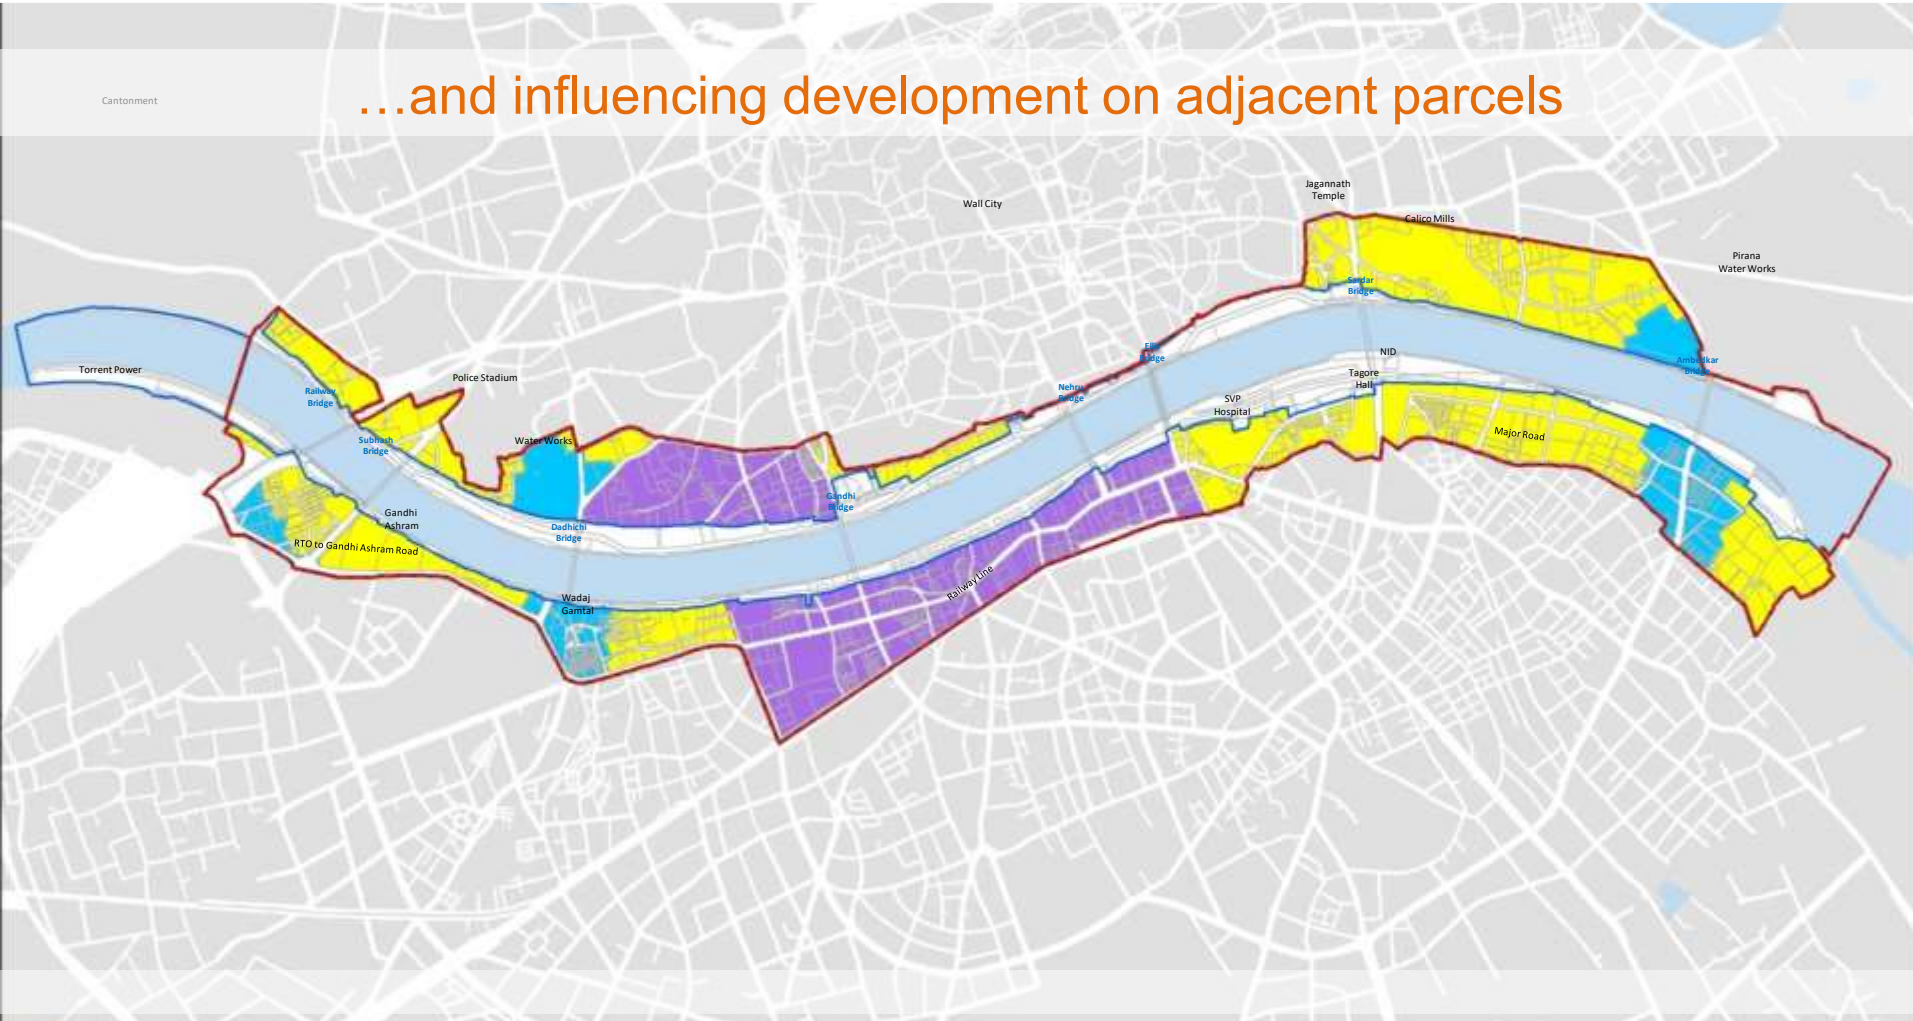 …and influencing development on adjacent parcels
Cantonment
Jagannath
Temple
Wall City
Calico Mills
Pirana
Water Works
Sardar
Bridge
Torrent Power
Police Stadium
NID
Ambedkar
Bridge
Tagore
Hall
Nehru
Bridge
Railway
Bridge
SVP
Hospital
Subhash
Bridge
Water Works
Major Road
Gandhi
Bridge
Gandhi
Ashram
Dadhichi
Bridge
RTO to Gandhi Ashram Road
Railway Line
Wadaj
Gamtal